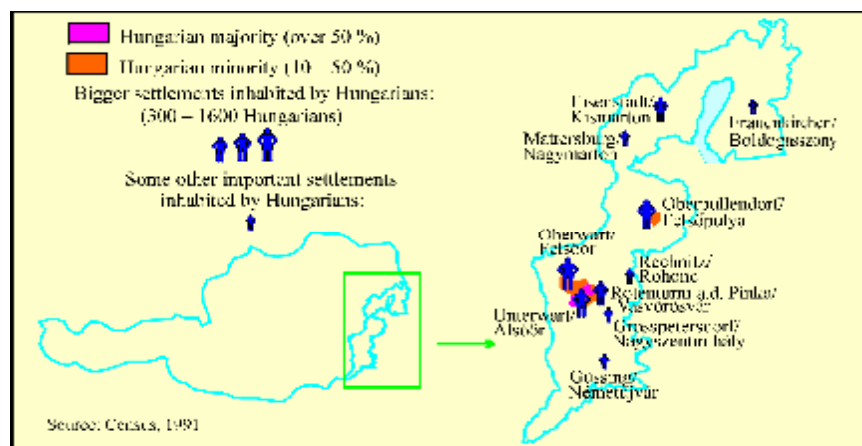 Hungarian majority (over 50 %)
Hungarian minority (10 – 50 %)
Bigger settlements inhabited by Hungarians:
(300 – 1600 Hungarians)
Some other important settlements
inhabited by Hungarians:
Eisenstadt/
Kismarton
Mattersburg/
Nagymarton
Frauenkirchen/
Boldogasszony
Oberpullendorf/
Felsőpulya
Oberwart/
Felsőőr
Rechnitz/
Rohonc
Rotenturm a.d. Pinka/
Vasvörösvár
Unterwart/
Alsóőr
Grosspetersdorf/
Nagyszentmihály
Güssing/
Németújvár
Source: Census, 1991